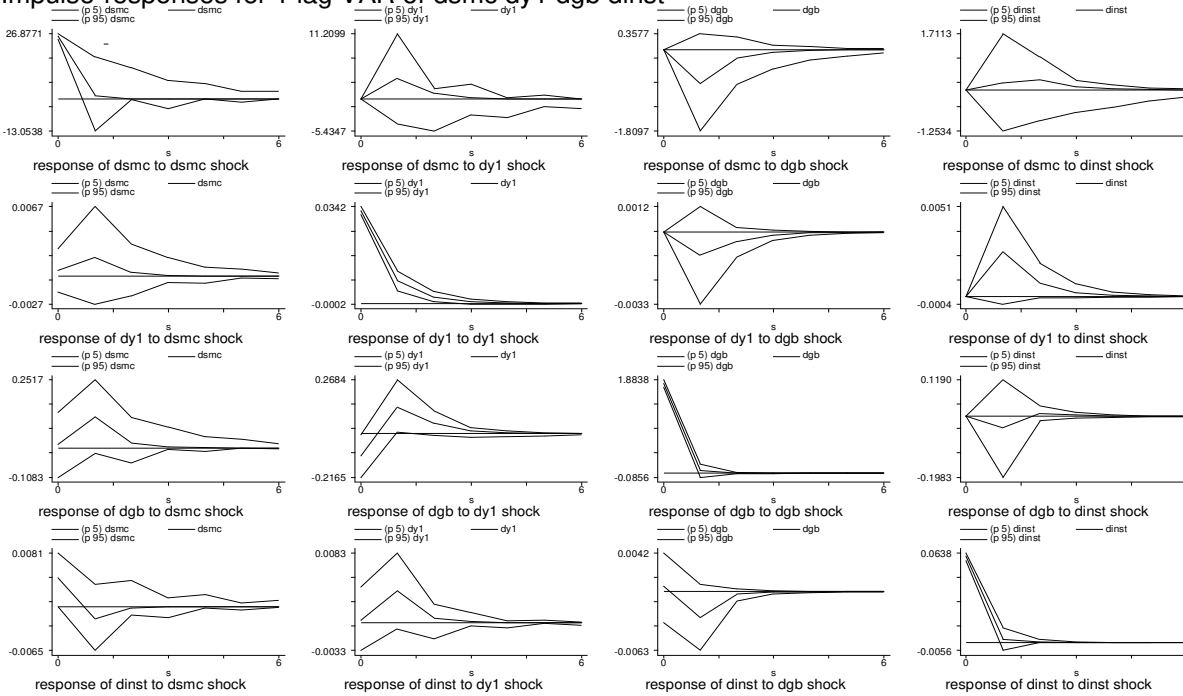 Impulse responses for 1 lag VAR of dsmc dy1 dgb dinst
(p 5) dsmc dsmc
(p 95) dsmc
26.8771
-13.0538
0 6
s
response of dsmc to dsmc shock
(p 5) dy1 dy1
(p 95) dy1
11.2099
-5.4347
0 6
s
response of dsmc to dy1 shock
(p 5) dgb dgb
(p 95) dgb
0.3577
-1.8097
0 6
s
response of dsmc to dgb shock
(p 5) dinst dinst
(p 95) dinst
1.7113
-1.2534
0
s
response of dsmc to dinst shock
(p 5) dsmc dsmc
(p 95) dsmc
0.0067
-0.0027
0 6
s
response of dy1 to dsmc shock
(p 5) dy1 dy1
(p 95) dy1
0.0342
-0.0002
0 6
s
response of dy1 to dy1 shock
(p 5) dgb dgb
(p 95) dgb
0.0012
-0.0033
0 6
s
response of dy1 to dgb shock
(p 5) dinst dinst
(p 95) dinst
0.0051
-0.0004
0
s
response of dy1 to dinst shock
(p 5) dsmc dsmc
(p 95) dsmc
0.2517
-0.1083
0 6
s
response of dgb to dsmc shock
(p 5) dy1 dy1
(p 95) dy1
0.2684
-0.2165
0 6
s
response of dgb to dy1 shock
(p 5) dgb dgb
(p 95) dgb
1.8838
-0.0856
0 6
s
response of dgb to dgb shock
(p 5) dinst dinst
(p 95) dinst
0.1190
-0.1983
0
s
response of dgb to dinst shock
(p 5) dsmc dsmc
(p 95) dsmc
0.0081
-0.0065
0 6
s
response of dinst to dsmc shock
(p 5) dy1 dy1
(p 95) dy1
0.0083
-0.0033
0 6
s
response of dinst to dy1 shock
(p 5) dgb dgb
(p 95) dgb
0.0042
-0.0063
0 6
s
response of dinst to dgb shock
(p 5) dinst dinst
(p 95) dinst
0.0638
-0.0056
0
s
response of dinst to dinst shock